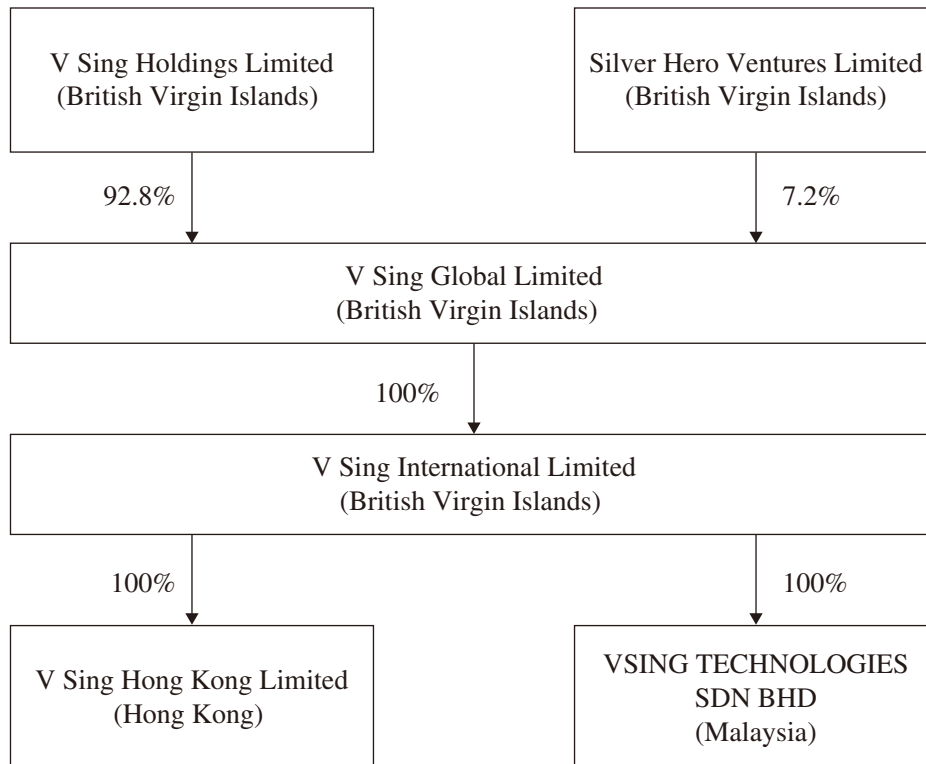 V Sing Holdings Limited
(British Virgin Islands)
Silver Hero Ventures Limited
(British Virgin Islands)
92.8%
7.2%
V Sing Global Limited
(British Virgin Islands)
100%
V Sing International Limited
(British Virgin Islands)
100%
100%
V Sing Hong Kong Limited
(Hong Kong)
VSING TECHNOLOGIES
SDN BHD
(Malaysia)